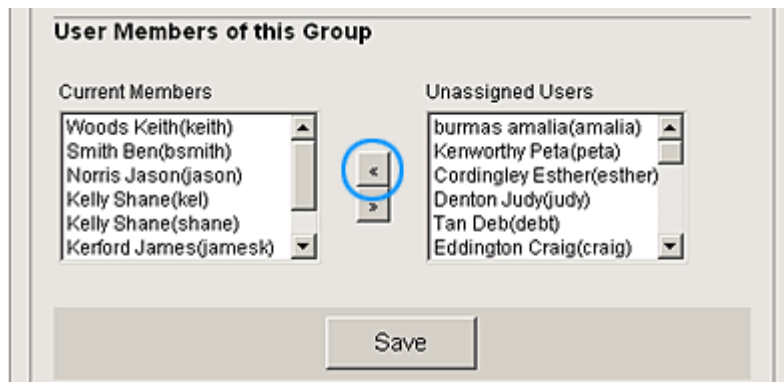 User Members of this Group
Current Members
Woods Keith(keith)
Smith Ben(bsmith)
Norris Jason(jason)
Kelly Shane(kel)
Kelly Shane(shane)
Kerford James(jamesk)
«
»
Unassigned Users
burmas amalia(amalia)
Kenworthy Peta(peta)
Cordingley Esther(esther)
Denton Judy(judy)
Tan Deb(debt)
Eddington Craig(craig)
Save